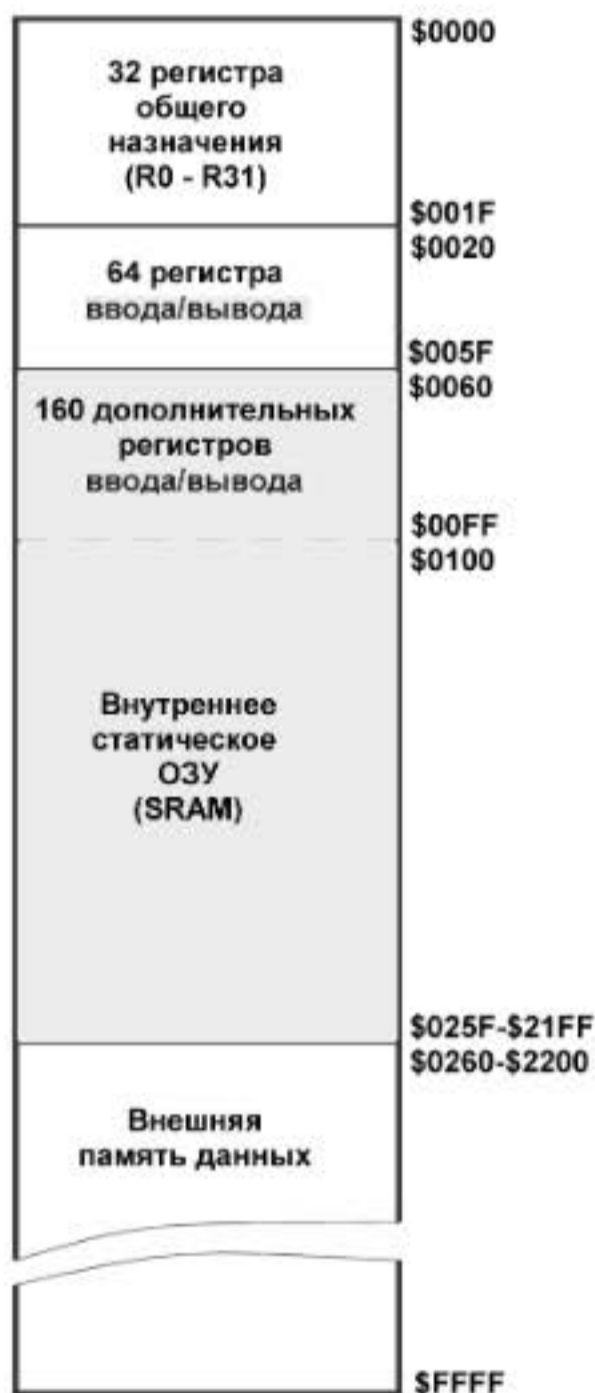 $0000
32 регистра
общего
назначения
(R0 - R31)
$001F
$0020
64 регистра
ввода/вывода
$005F
$0060
160 дополнительных
регистров
ввода/вывода
$00FF
$0100
Внутреннее
статическое
ОЗУ
(SRAM)
$025F-$21FF
$0260-$2200
Внешняя
память данных
$FFFF